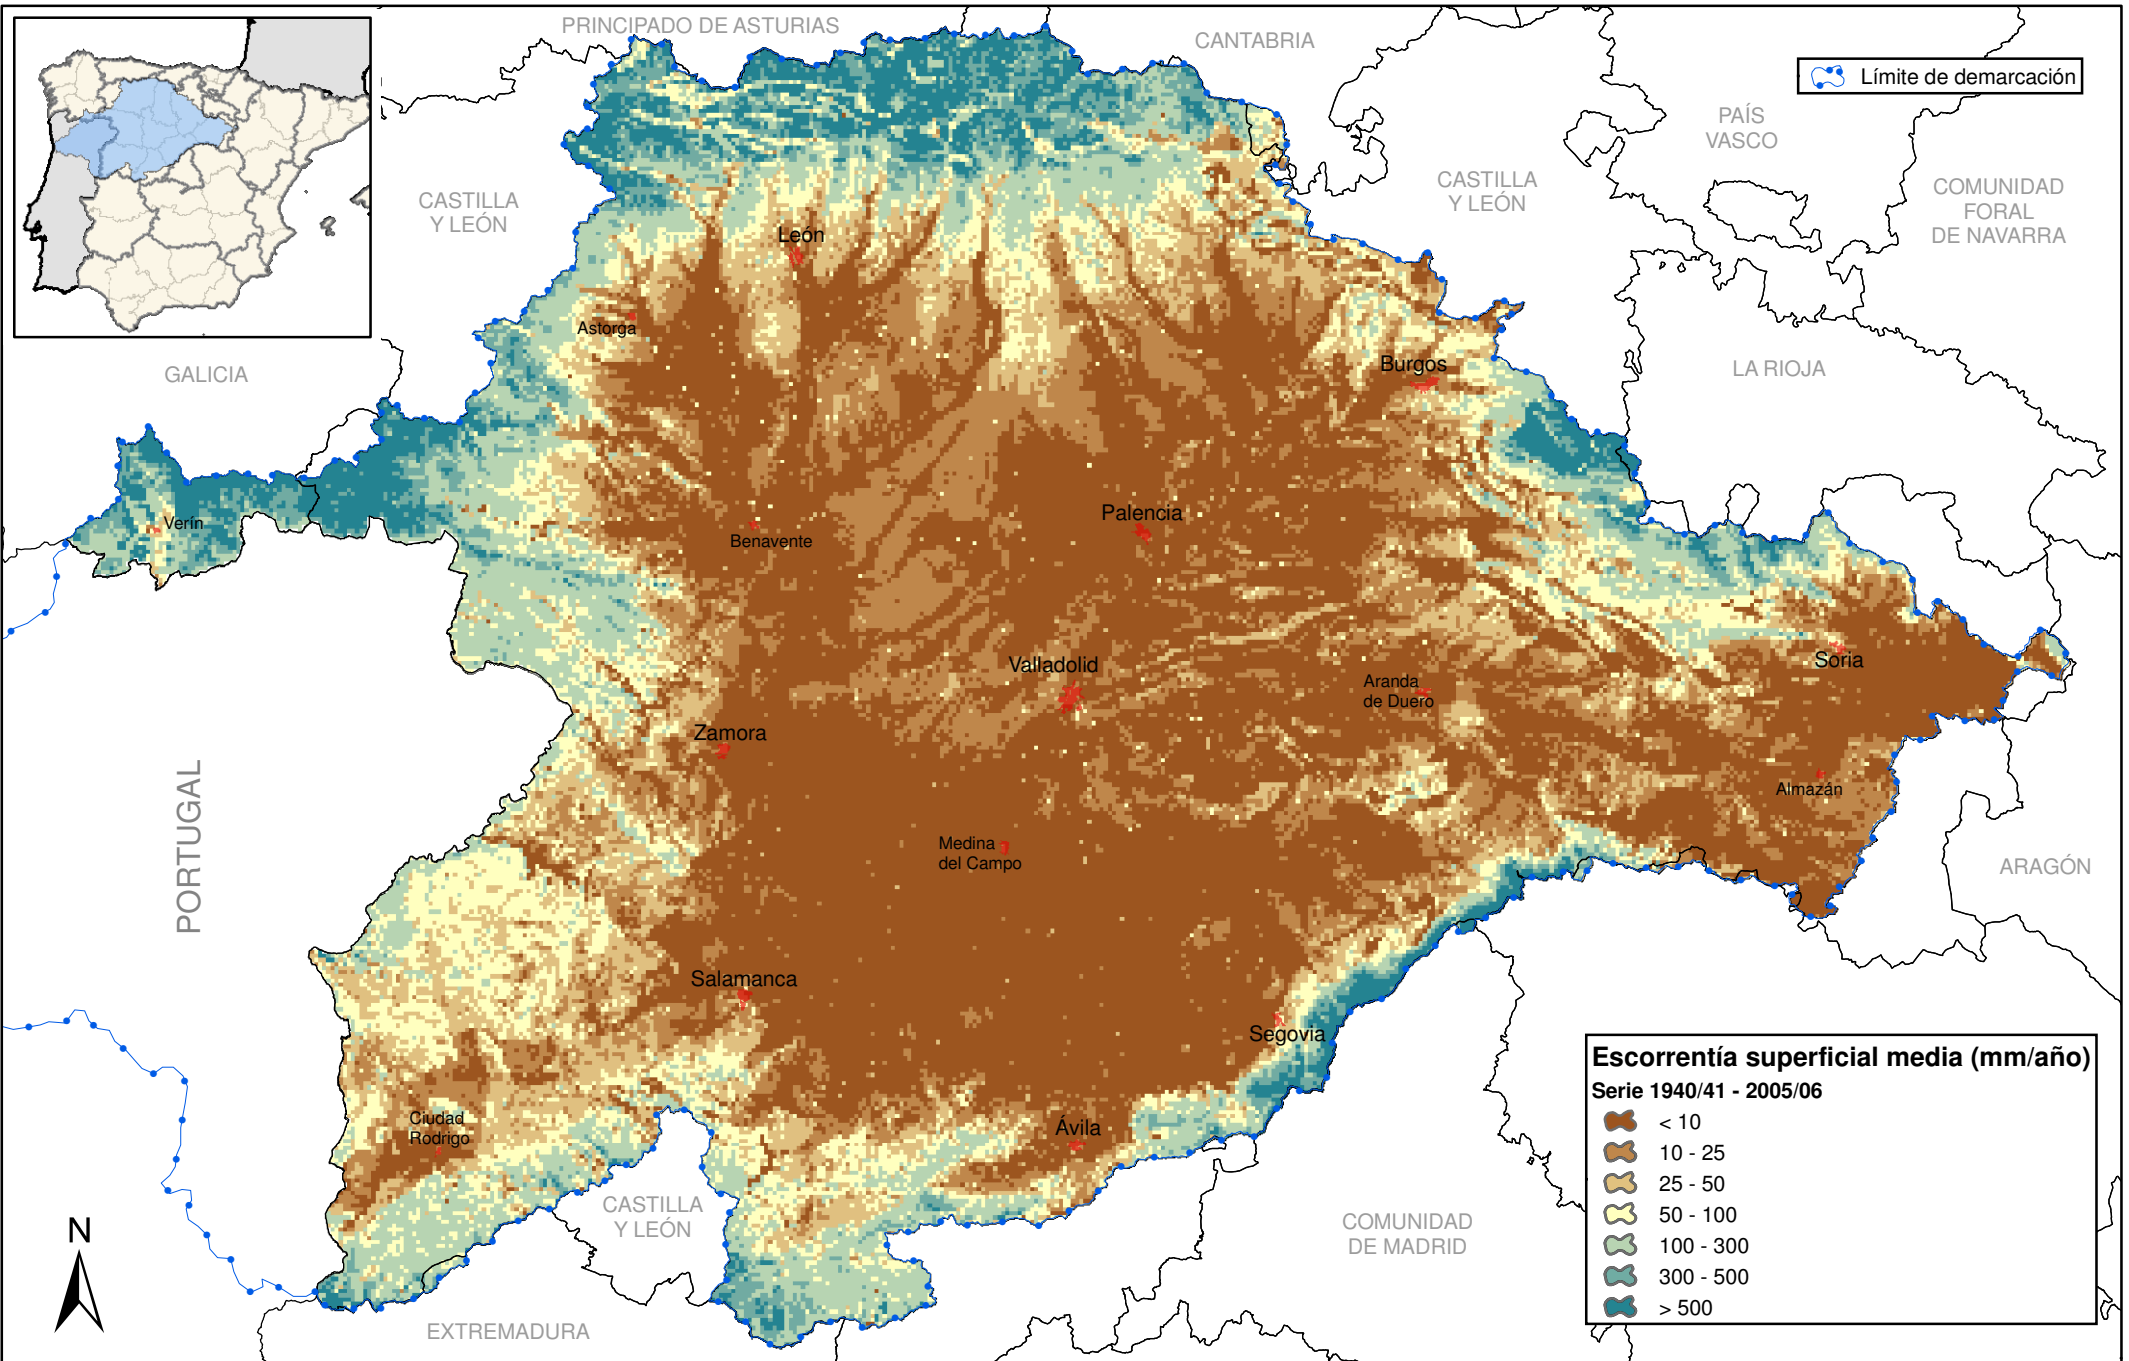 PRINCIPADO DE ASTURIAS
CANTABRIA
Límite de demarcación
PAÍS
VASCO
CASTILLA
Y LEÓN
CASTILLA
Y LEÓN
COMUNIDAD
FORAL
DE NAVARRA
León
Astorga
GALICIA
Burgos
LA RIOJA
Verín
Benavente
Palencia
Valladolid
Soria
Aranda
de Duero
Zamora
PORTUGAL
Almazán
Medina
del Campo
ARAGÓN
Salamanca
Segovia
Ciudad
Rodrigo
Ávila
CASTILLA
Y LEÓN
COMUNIDAD
DE MADRID
EXTREMADURA
N
Escorrentía superficial media (mm/año)
Serie 1940/41 - 2005/06
< 10
10 - 25
25 - 50
50 - 100
100 - 300
300 - 500
> 500